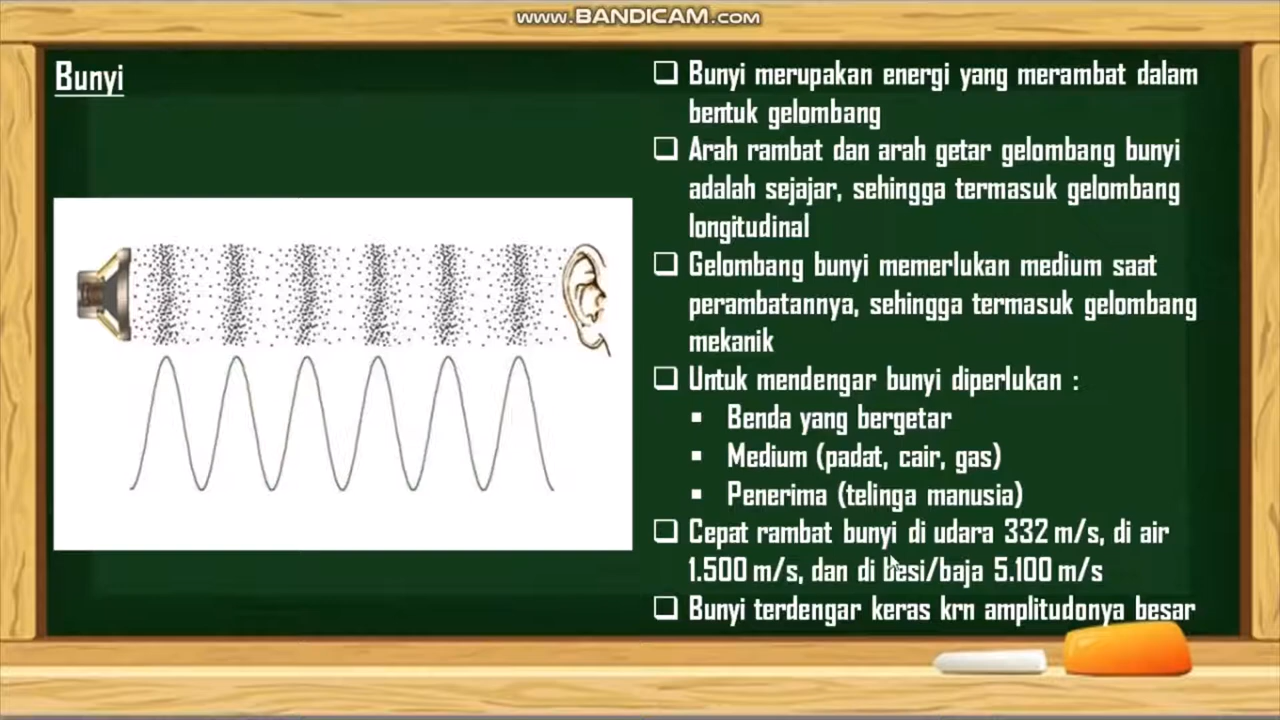 www.BANDICAM.com
Bunyi
❑ Bunyi merupakan energi yang merambat dalam
bentuk gelombang
❑ Arah rambat dan arah getar gelombang bunyi
adalah sejajar, sehingga termasuk gelombang
longitudinal
❑ Gelombang bunyi memerlukan medium saat
perambatannya, sehingga termasuk gelombang
mekanik
❑ Untuk mendengar bunyi diperlukan :
▪ Benda yang bergetar
▪ Medium (padat, cair, gas)
▪ Penerima (telinga manusia)
❑ Cepat rambat bunyi di udara 332 m/s, di air
1.500 m/s, dan di besi/baja 5.100 m/s
❑ Bunyi terdengar keras krn amplitudonya besar